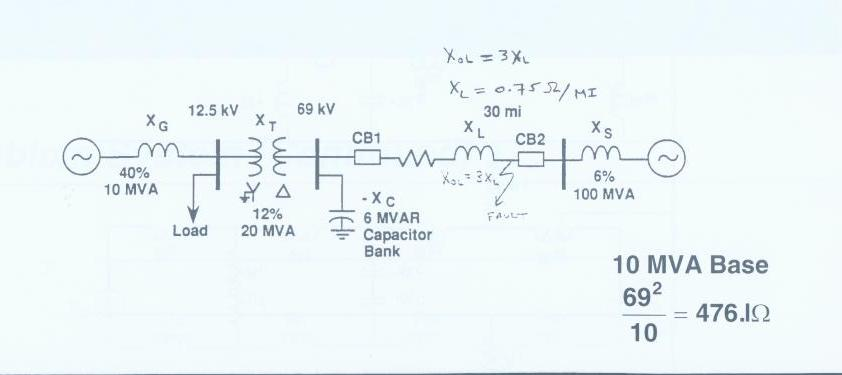 X₀L = 3XL
XL = 0.75 Ω/MI
30 mi
XG
12.5 kV
XT
69 kV
CB1
XL
CB2
XS
X₀L = 3XL
40%
10 MVA
6%
100 MVA
FAULT
Load
12%
20 MVA
- XC
6 MVAR
Capacitor
Bank
10 MVA Base
69²
10
= 476.1Ω